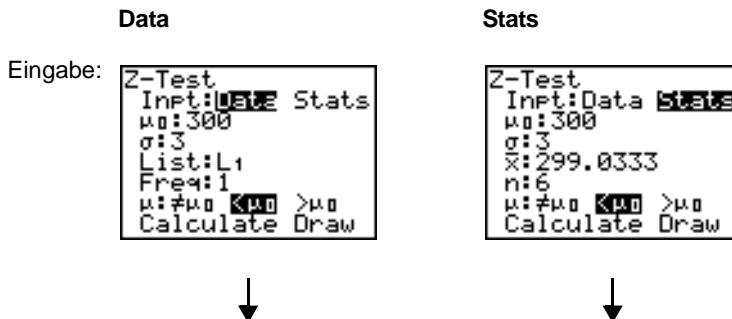 Data
Stats
Eingabe:
Z-Test
Inpt:Data Stats
μ0:300
σ:3
List:L1
Freq:1
μ:≠μ0 <μ0 >μ0
Calculate Draw
Z-Test
Inpt:Data Stats
μ0:300
σ:3
x̄:299.0333
n:6
μ:≠μ0 <μ0 >μ0
Calculate Draw